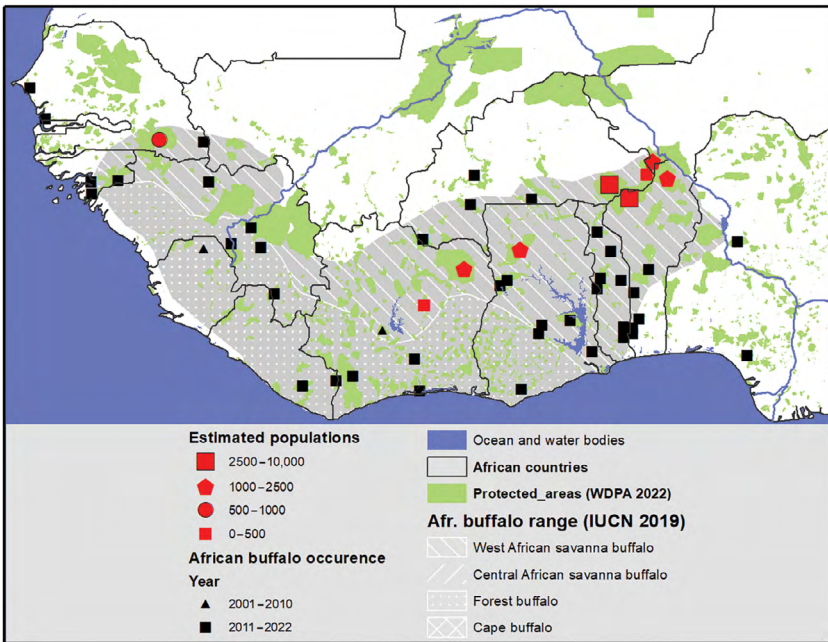 Estimated populations
2500–10,000
1000–2500
500–1000
0–500
African buffalo occurence
Year
2001–2010
2011–2022
Ocean and water bodies
African countries
Protected_areas (WDPA 2022)
Afr. buffalo range (IUCN 2019)
West African savanna buffalo
Central African savanna buffalo
Forest buffalo
Cape buffalo